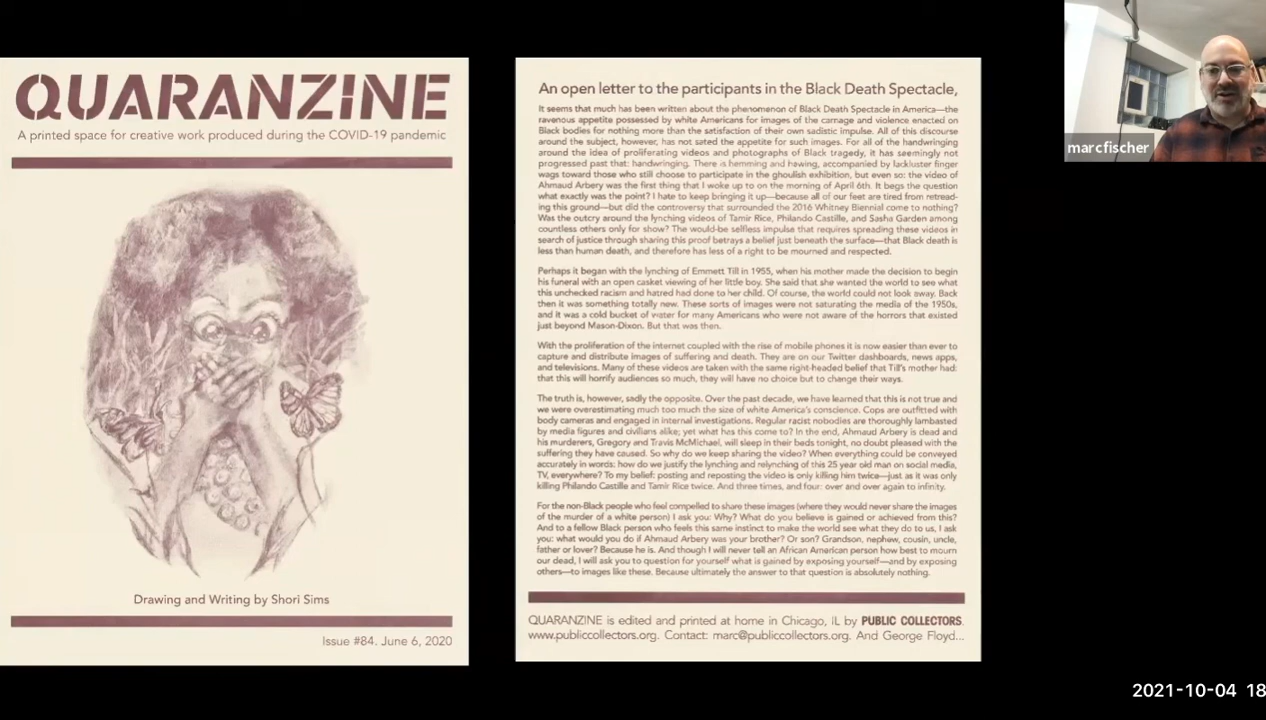 QUARANZINE
A printed space for creative work produced during the COVID-19 pandemic
Drawing and Writing by Shori Sims
Issue #84. June 6, 2020
An open letter to the participants in the Black Death Spectacle,
It seems that much has been written about the phenomenon of Black Death Spectacle in America—the
ravenous appetite possessed by white Americans for images of the carnage and violence enacted on
Black bodies for nothing more than the satisfaction of their own sadistic impulse. All of this discourse
around the subject, however, has not sated the appetite for such images. For all of the handwringing
around the idea of proliferating videos and photographs of Black tragedy, it has seemingly not
progressed past that: handwringing. There is hemming and hawing, accompanied by lackluster finger
wags toward those who still choose to participate in the ghoulish exhibition, but even so: the video of
Ahmaud Arbery was the first thing that I woke up to on the morning of April 6th. It begs the question
what exactly was the point? I hate to keep bringing it up—because all of our feet are tired from retread-
ing this ground—but did the controversy that surrounded the 2016 Whitney Biennial come to nothing?
Was the outcry around the lynching videos of Tamir Rice, Philando Castille, and Sasha Garden among
countless others only for show? The would-be selfless impulse that requires spreading these videos in
search of justice through sharing this proof betrays a belief just beneath the surface—that Black death is
less than human death, and therefore has less of a right to be mourned and respected.
Perhaps it began with the lynching of Emmett Till in 1955, when his mother made the decision to begin
his funeral with an open casket viewing of her little boy. She said that she wanted the world to see what
this unchecked racism and hatred had done to her child. Of course, the world could not look away. Back
then it was something totally new. These sorts of images were not saturating the media of the 1950s,
and it was a cold bucket of water for many Americans who were not aware of the horrors that existed
just beyond Mason-Dixon. But that was then.
With the proliferation of the internet coupled with the rise of mobile phones it is now easier than ever to
capture and distribute images of suffering and death. They are on our Twitter dashboards, news apps,
and televisions. Many of these videos are taken with the same right-headed belief that Till's mother had:
that this will horrify audiences so much, they will have no choice but to change their ways.
The truth is, however, sadly the opposite. Over the past decade, we have learned that this is not true and
we were overestimating much too much the size of white America's conscience. Cops are outfitted with
body cameras and engaged in internal investigations. Regular racist nobodies are thoroughly lambasted
by media figures and civilians alike; yet what has this come to? In the end, Ahmaud Arbery is dead and
his murderers, Gregory and Travis McMichael, will sleep in their beds tonight, no doubt pleased with the
suffering they have caused. So why do we keep sharing the video? When everything could be conveyed
accurately in words: how do we justify the lynching and relynching of this 25 year old man on social media,
TV, everywhere? To my belief: posting and reposting the video is only killing him twice—just as it was only
killing Philando Castille and Tamir Rice twice. And three times, and four: over and over again to infinity.
For the non-Black people who feel compelled to share these images (where they would never share the images
of the murder of a white person) I ask you: Why? What do you believe is gained or achieved from this?
And to a fellow Black person who feels this same instinct to make the world see what they do to us, I ask
you: what would you do if Ahmaud Arbery was your brother? Or son? Grandson, nephew, cousin, uncle,
father or lover? Because he is. And though I will never tell an African American person how best to mourn
our dead, I will ask you to question for yourself what is gained by exposing yourself—and by exposing
others—to images like these. Because ultimately the answer to that question is absolutely nothing.
QUARANZINE is edited and printed at home in Chicago, IL by PUBLIC COLLECTORS.
www.publiccollectors.org. Contact: marc@publiccollectors.org. And George Floyd...
marcfischer
2021-10-04 18